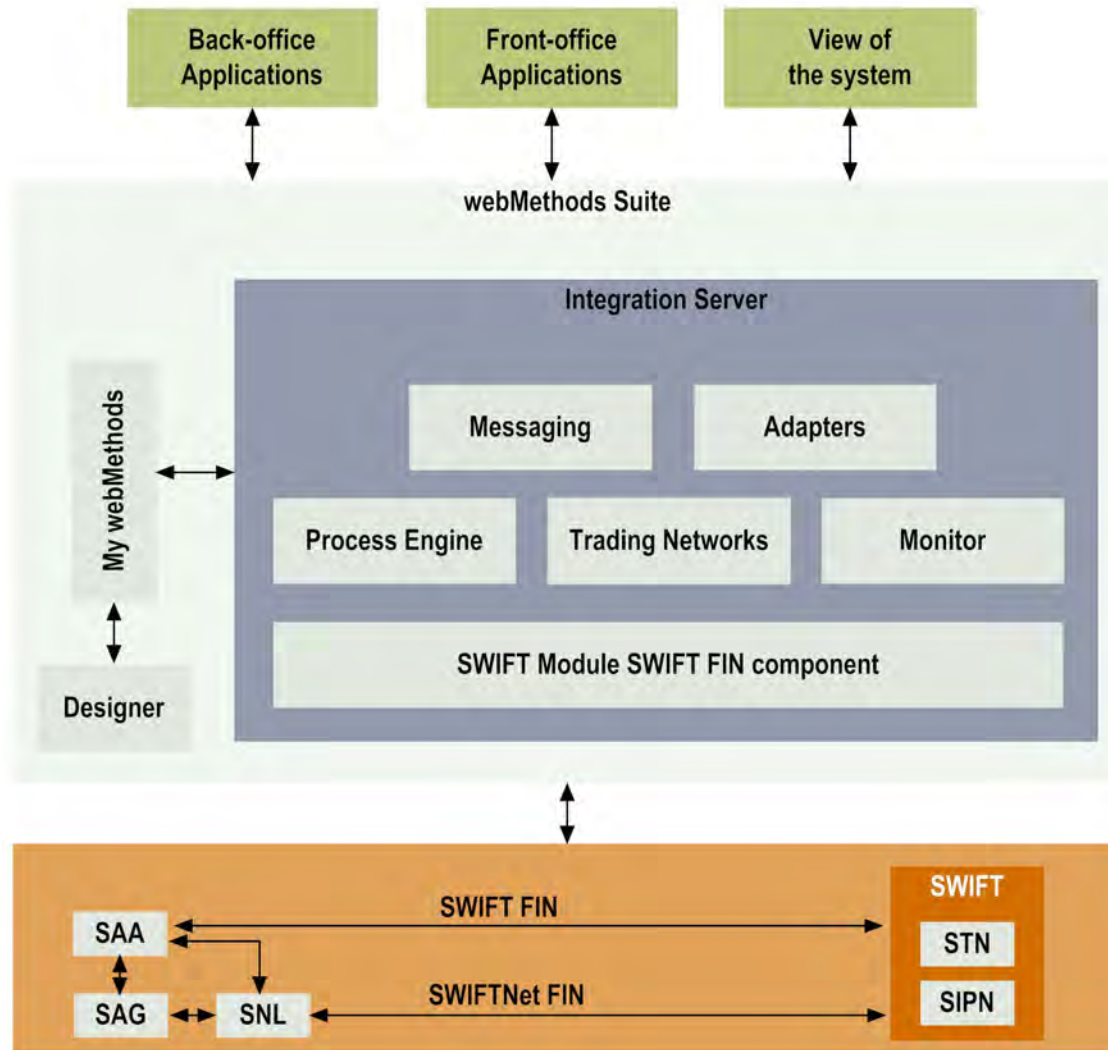 Back-office
Applications
Front-office
Applications
View of
the system
webMethods Suite
Integration Server
My webMethods
Messaging
Adapters
Process Engine
Trading Networks
Monitor
SWIFT Module SWIFT FIN component
Designer
SWIFT
SWIFT FIN
SAA
STN
SWIFTNet FIN
SAG
SNL
SIPN